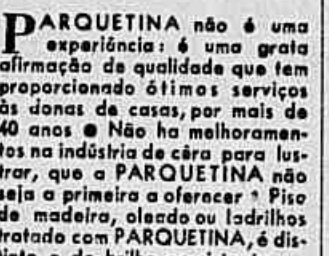 PARQUETINA não é uma
experiência: é uma grata
afirmação de qualidade que tem
proporcionado ótimos serviços
às donas de casas, por mais de
40 anos ● Não ha melhoramen-
tos na indústria de cêra para lus-
trar, que a PARQUETINA não
seja a primeira a oferecer * Piso
de madeira, oleado ou ladrilhos
tratado com PARQUETINA, é dis-